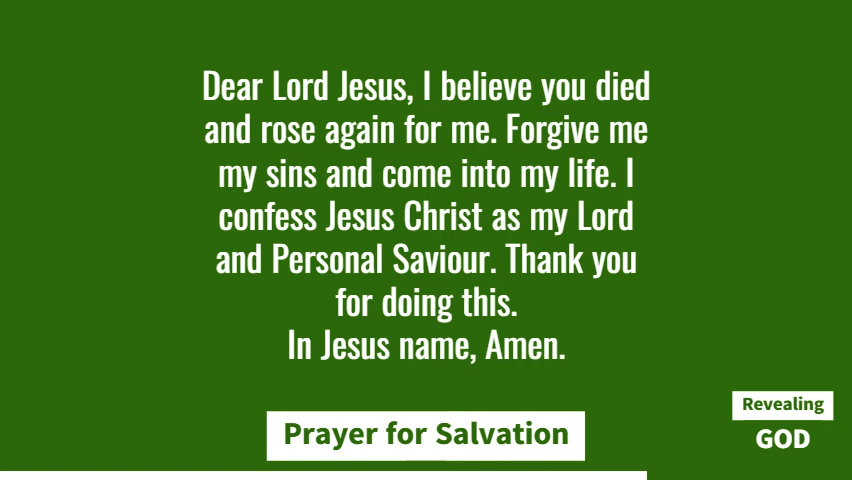 Dear Lord Jesus, I believe you died
and rose again for me. Forgive me
my sins and come into my life. I
confess Jesus Christ as my Lord
and Personal Saviour. Thank you
for doing this.
In Jesus name, Amen.
Prayer for Salvation
Revealing
GOD